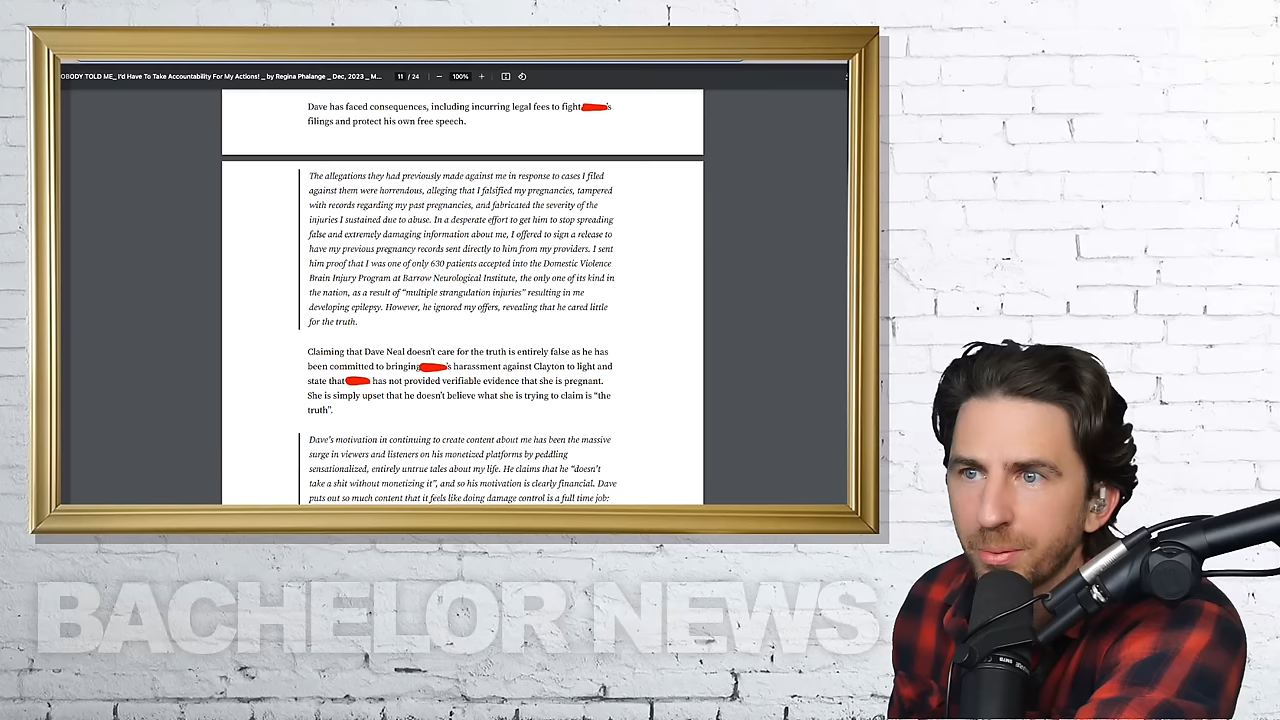 OBODY TOLD ME_ I'd Have To Take Accountability For My Actions! _ by Regina Phalange _ Dec, 2023 _ M... 11 / 24 — 100% +
Dave has faced consequences, including incurring legal fees to fight 's
filings and protect his own free speech.
The allegations they had previously made against me in response to cases I filed
against them were horrendous, alleging that I falsified my pregnancies, tampered
with records regarding my past pregnancies, and fabricated the severity of the
injuries I sustained due to abuse. In a desperate effort to get him to stop spreading
false and extremely damaging information about me, I offered to sign a release to
have my previous pregnancy records sent directly to him from my providers. I sent
him proof that I was one of only 630 patients accepted into the Domestic Violence
Brain Injury Program at Barrow Neurological Institute, the only one of its kind in
the nation, as a result of "multiple strangulation injuries" resulting in me
developing epilepsy. However, he ignored my offers, revealing that he cared little
for the truth.
Claiming that Dave Neal doesn't care for the truth is entirely false as he has
been committed to bringing 's harassment against Clayton to light and
state that has not provided verifiable evidence that she is pregnant.
She is simply upset that he doesn't believe what she is trying to claim is "the
truth".
Dave's motivation in continuing to create content about me has been the massive
surge in viewers and listeners on his monetized platforms by peddling
sensationalized, entirely untrue tales about my life. He claims that he "doesn't
take a shit without monetizing it", and so his motivation is clearly financial. Dave
puts out so much content that it feels like doing damage control is a full time job:
BACHELOR NEWS